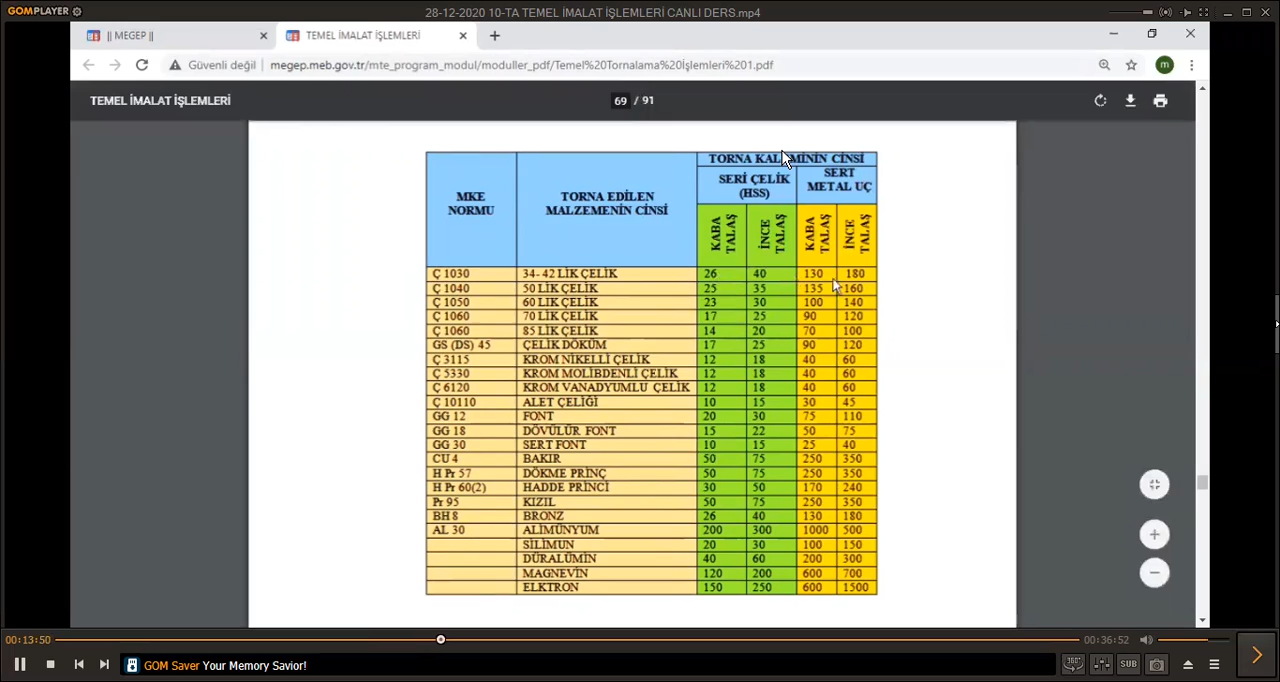 GOMPLAYER
28-12-2020 10-TA TEMEL İMALAT İŞLEMLERİ CANLI DERS.mp4
|| MEGEP ||
TEMEL İMALAT İŞLEMLERİ
Güvenli değil | megep.meb.gov.tr/mte_program_modul/moduller_pdf/Temel%20Tornalama%20İşlemleri%201.pdf
m
TEMEL İMALAT İŞLEMLERİ
69 / 91
MKE NORMU
TORNA EDİLEN MALZEMENİN CİNSİ
TORNA KALEMİNİN CİNSİ
SERİ ÇELİK (HSS)
SERT METAL UÇ
KABA TALAŞ
İNCE TALAŞ
KABA TALAŞ
İNCE TALAŞ
Ç 1030 34- 42 LİK ÇELİK 26 40 130 180
Ç 1040 50 LİK ÇELİK 25 35 135 160
Ç 1050 60 LIK ÇELİK 23 30 100 140
Ç 1060 70 LİK ÇELİK 17 25 90 120
Ç 1060 85 LİK ÇELİK 14 20 70 100
GS (DS) 45 ÇELİK DÖKÜM 17 25 90 120
Ç 3115 KROM NİKELLİ ÇELİK 12 18 40 60
Ç 5330 KROM MOLİBDENLİ ÇELİK 12 18 40 60
Ç 6120 KROM VANADYUMLU ÇELİK 12 18 40 60
Ç 10110 ALET ÇELİĞİ 10 15 30 45
GG 12 FONT 20 30 75 110
GG 18 DÖVÜLÜR FONT 15 22 50 75
GG 30 SERT FONT 10 15 25 40
CU 4 BAKIR 50 75 250 350
H Pr 57 DÖKME PRİNÇ 50 75 250 350
H Pr 60(2) HADDE PRİNCİ 30 50 170 240
Pr 95 KIZIL 50 75 250 350
BH 8 BRONZ 26 40 130 180
AL 30 ALİMÜNYUM 200 300 1000 500
SİLİMUN 20 30 100 150
DÜRALÜMİN 40 60 200 300
MAGNEVİN 120 200 600 700
ELKTRON 150 250 600 1500
00:13:50
00:36:52
GOM Saver Your Memory Savior!
360°
SUB